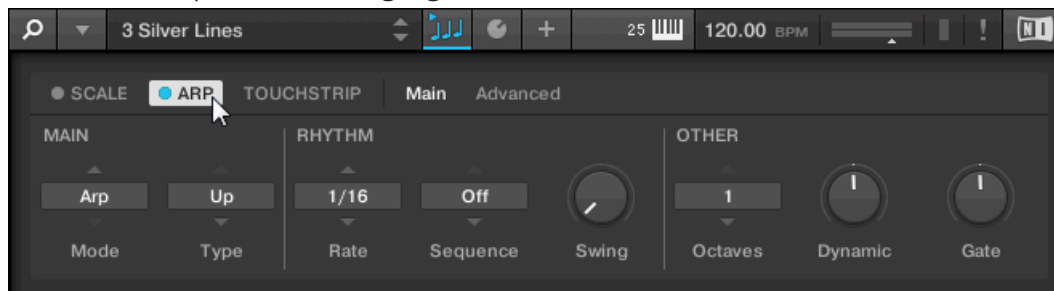 3 Silver Lines 25 120.00 BPM ! NI
SCALE ARP TOUCHSTRIP Main Advanced
MAIN RHYTHM OTHER
Arp Up 1/16 Off 1
Mode Type Rate Sequence Swing Octaves Dynamic Gate